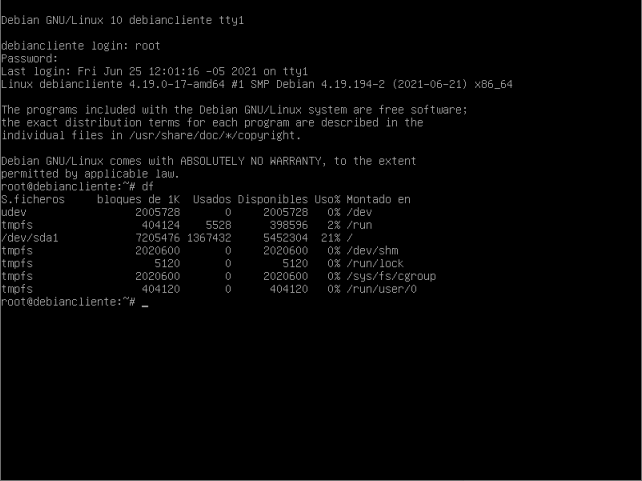 Debian GNU/Linux 10 debiancliente tty1
debiancliente login: root
Password:
Last login: Fri Jun 25 12:01:16 -05 2021 on tty1
Linux debiancliente 4.19.0-17-amd64 #1 SMP Debian 4.19.194-2 (2021-06-21) x86_64
The programs included with the Debian GNU/Linux system are free software;
the exact distribution terms for each program are described in the
individual files in /usr/share/doc/*/copyright.
Debian GNU/Linux comes with ABSOLUTELY NO WARRANTY, to the extent
permitted by applicable law.
root@debiancliente:~# df
S.ficheros     bloques de 1K  Usados Disponibles Uso% Montado en
udev                 2005728       0     2005728   0% /dev
tmpfs                 404124    5528      398596   2% /run
/dev/sda1            7205476 1367432     5452304  21% /
tmpfs                2020600       0     2020600   0% /dev/shm
tmpfs                   5120       0        5120   0% /run/lock
tmpfs                2020600       0     2020600   0% /sys/fs/cgroup
tmpfs                 404120       0      404120   0% /run/user/0
root@debiancliente:~# _